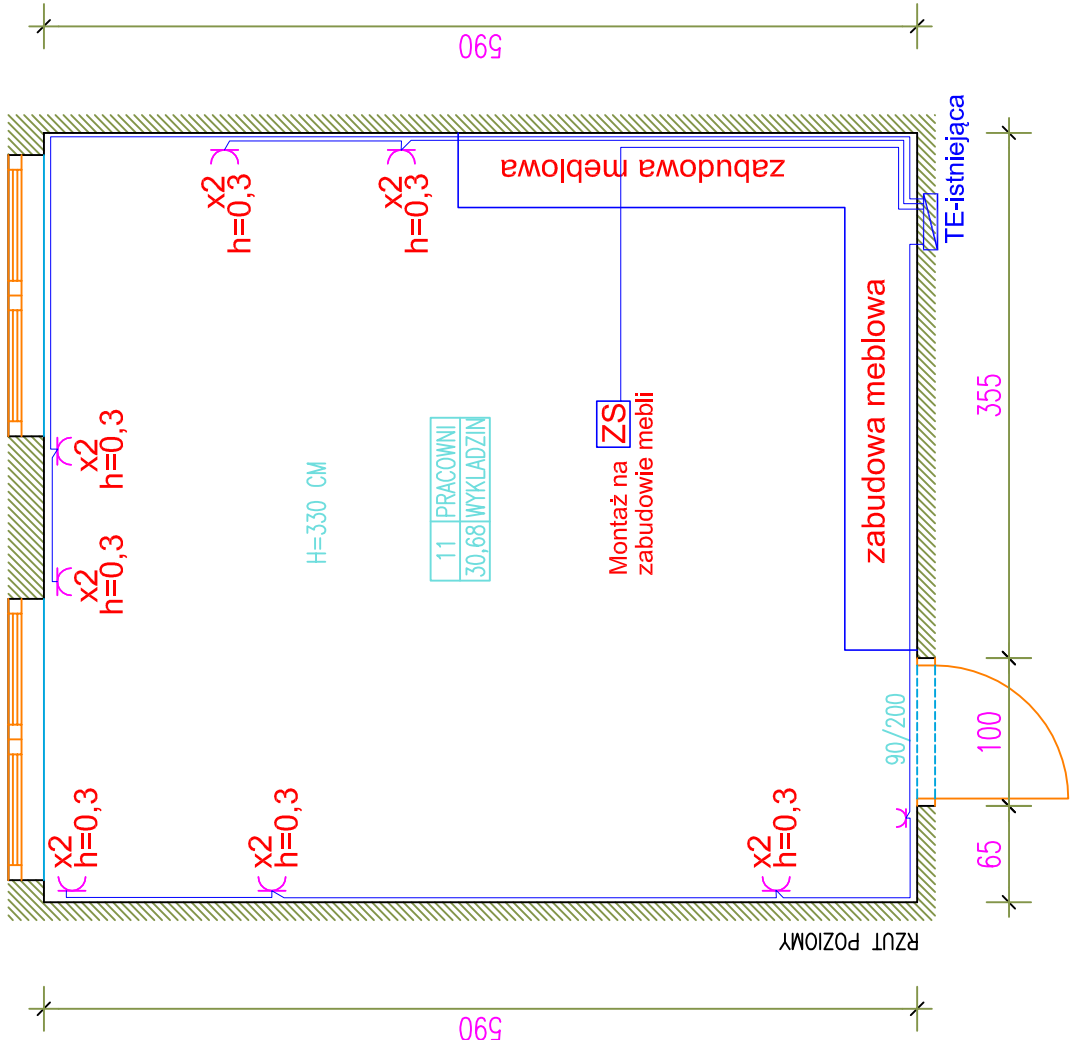 590
x2
h=0,3
x2
h=0,3
zabudowa meblowa
TE-istniejąca
x2
h=0,3
x2
h=0,3
H=330 CM
11 PRACOWNI
30,68 WYKLADZIN
ZS
Montaż na
zabudowie mebli
zabudowa meblowa
355
90/200
100
x2
h=0,3
x2
h=0,3
x2
h=0,3
65
RZUT POZIOMY
590